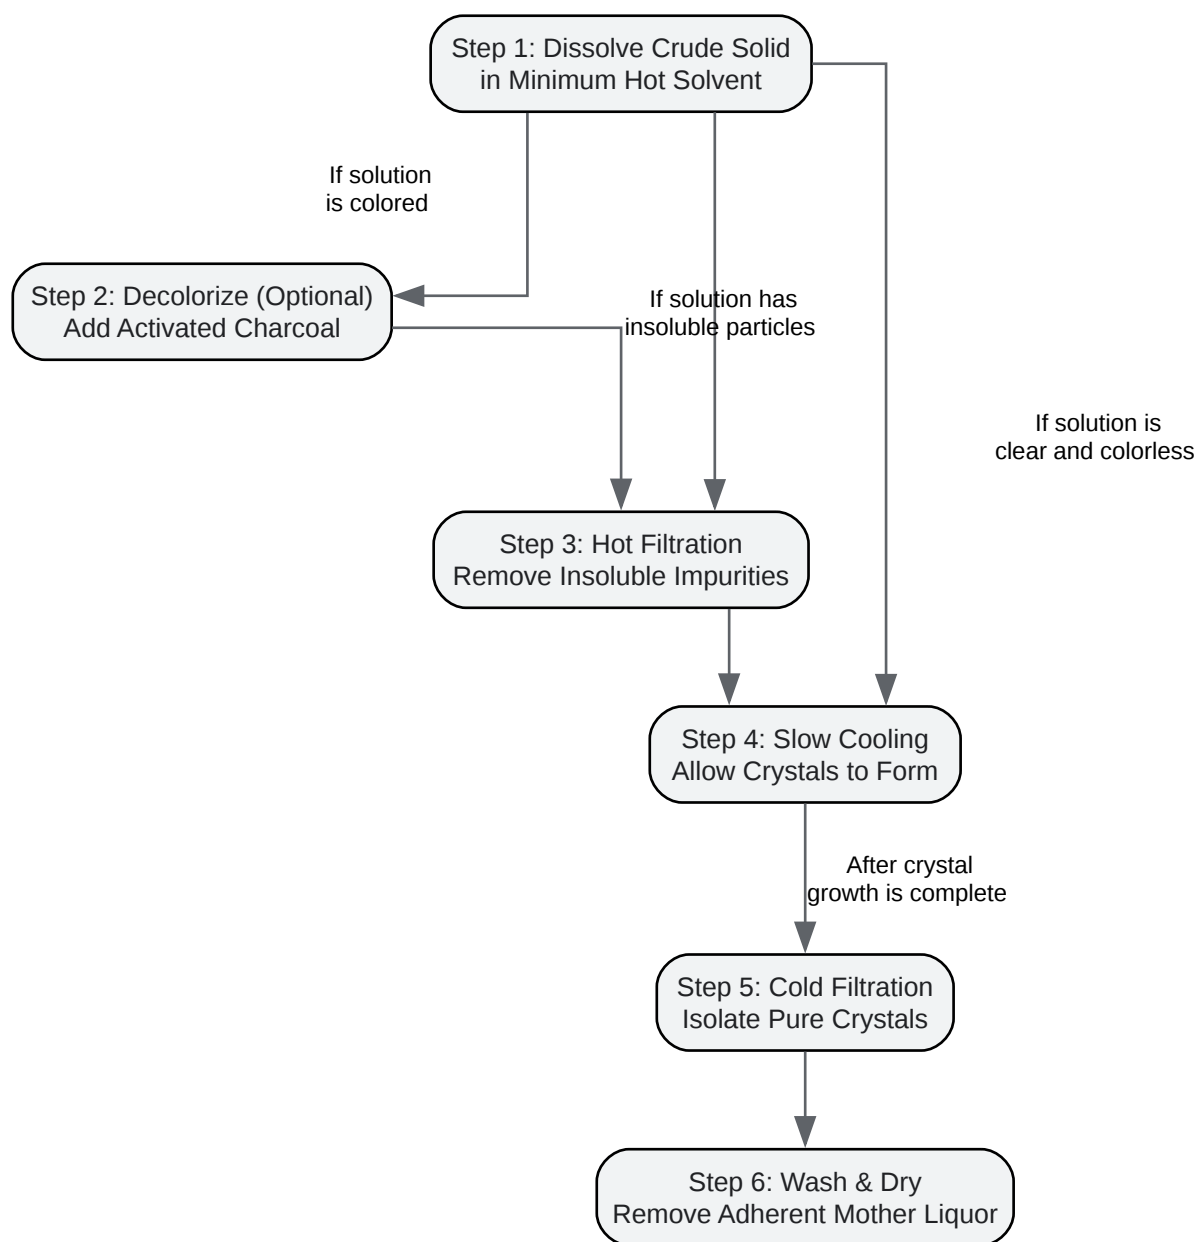 Step 1: Dissolve Crude Solid
in Minimum Hot Solvent
If solution
is colored
Step 2: Decolorize (Optional)
Add Activated Charcoal
If solution has
insoluble particles
If solution is
clear and colorless
Step 3: Hot Filtration
Remove Insoluble Impurities
Step 4: Slow Cooling
Allow Crystals to Form
After crystal
growth is complete
Step 5: Cold Filtration
Isolate Pure Crystals
Step 6: Wash & Dry
Remove Adherent Mother Liquor